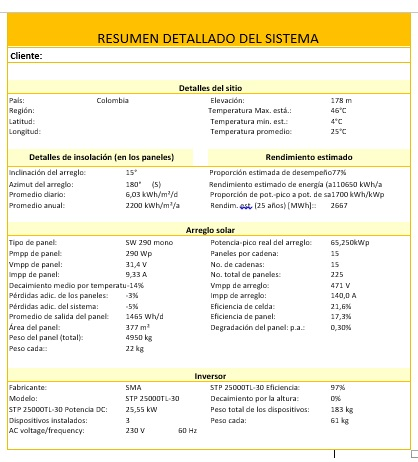 RESUMEN DETALLADO DEL SISTEMA
Cliente:
Detalles del sitio
País: Colombia Elevación: 178 m
Región: Temperatura Max. está.: 46°C
Latitud: Temperatura min. est.: 4°C
Longitud: Temperatura promedio: 25°C
Detalles de insolación (en los paneles) Rendimiento estimado
Inclinación del arreglo: 15° Proporción estimada de desempeño 77%
Azimut del arreglo: 180° (S) Rendimiento estimado de energía (a 110650 kWh/a
Promedio diario: 6,03 kWh/m²/d Proporción de pot.-pico a pot. de sa 1700 kWh/kWp
Promedio anual: 2200 kWh/m²/a Rendim. est. (25 años) [MWh]:: 2667
Arreglo solar
Tipo de panel: SW 290 mono Potencia-pico real del arreglo: 65,250kWp
Pmpp de panel: 290 Wp Paneles por cadena: 15
Vmpp de panel: 31,4 V No. de cadenas: 15
Impp de panel: 9,33 A No. total de paneles: 225
Decaimiento medio por temperatu -14% Vmpp de arreglo: 471 V
Pérdidas adic. de los paneles: -3% Impp de arreglo: 140,0 A
Pérdidas adic. del sistema: -5% Eficiencia de celda: 21,6%
Promedio de salida del panel: 1465 Wh/d Eficiencia de panel: 17,3%
Área del panel: 377 m² Degradación del panel: p.a.: 0,30%
Peso del panel (total): 4950 kg
Peso cada:: 22 kg
Inversor
Fabricante: SMA STP 25000TL-30 Eficiencia: 97%
Modelo: STP 25000TL-30 Decaimiento por la altura: 0%
STP 25000TL-30 Potencia DC: 25,55 kW Peso total de los dispositivos: 183 kg
Dispositivos instalados: 3 Peso cada: 61 kg
AC voltage/frequency: 230 V 60 Hz